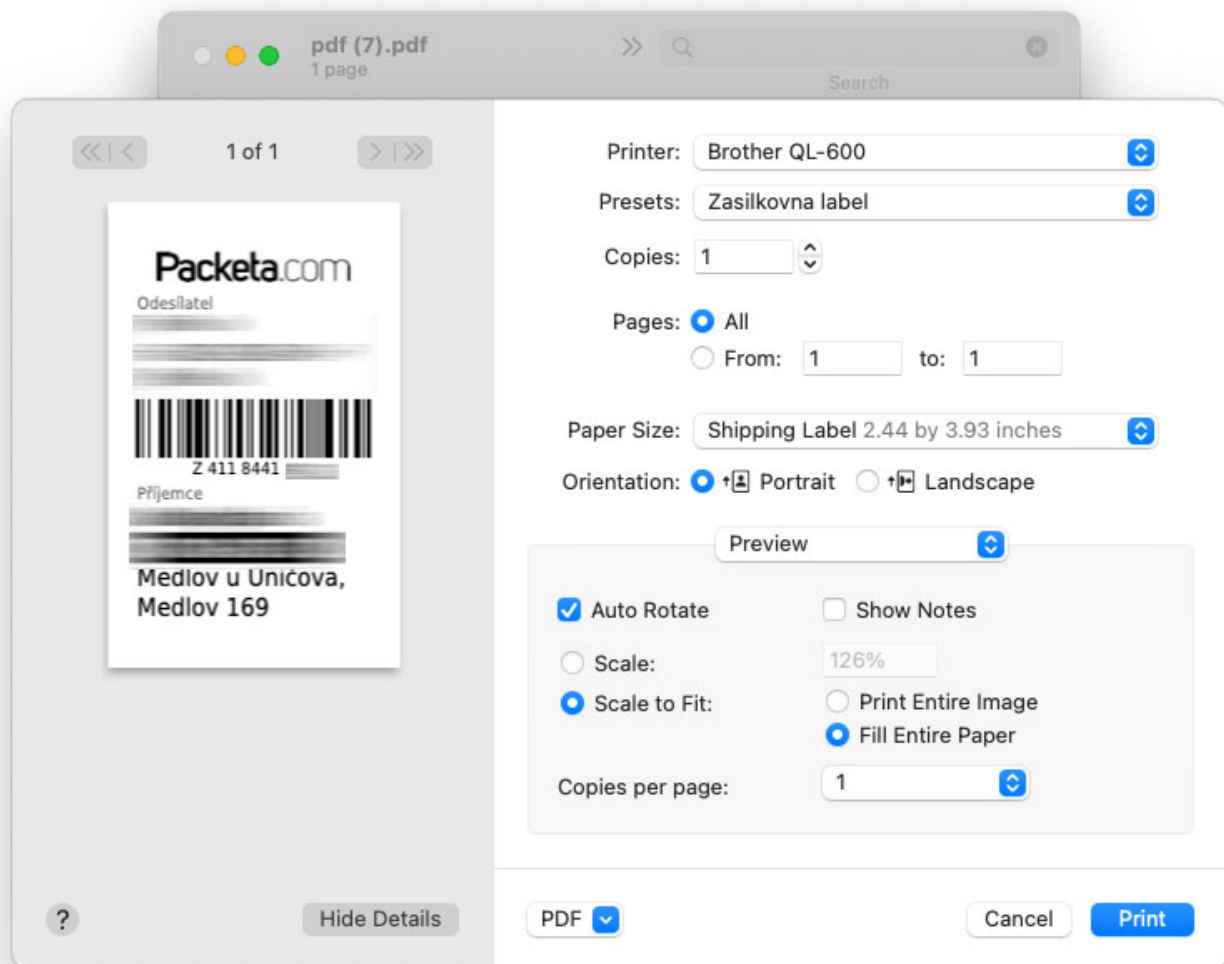 pdf (7).pdf
1 page
Search
1 of 1
Packeta.com
Odesílatel
Z 411 8441
Příjemce
Medlov u Uničova,
Medlov 169
?
Hide Details
Printer: Brother QL-600
Presets: Zasilkovna label
Copies: 1
Pages: All
From: 1 to: 1
Paper Size: Shipping Label 2.44 by 3.93 inches
Orientation: Portrait Landscape
Preview
Auto Rotate Show Notes
Scale: 126%
Scale to Fit: Print Entire Image
Fill Entire Paper
Copies per page: 1
PDF Cancel Print